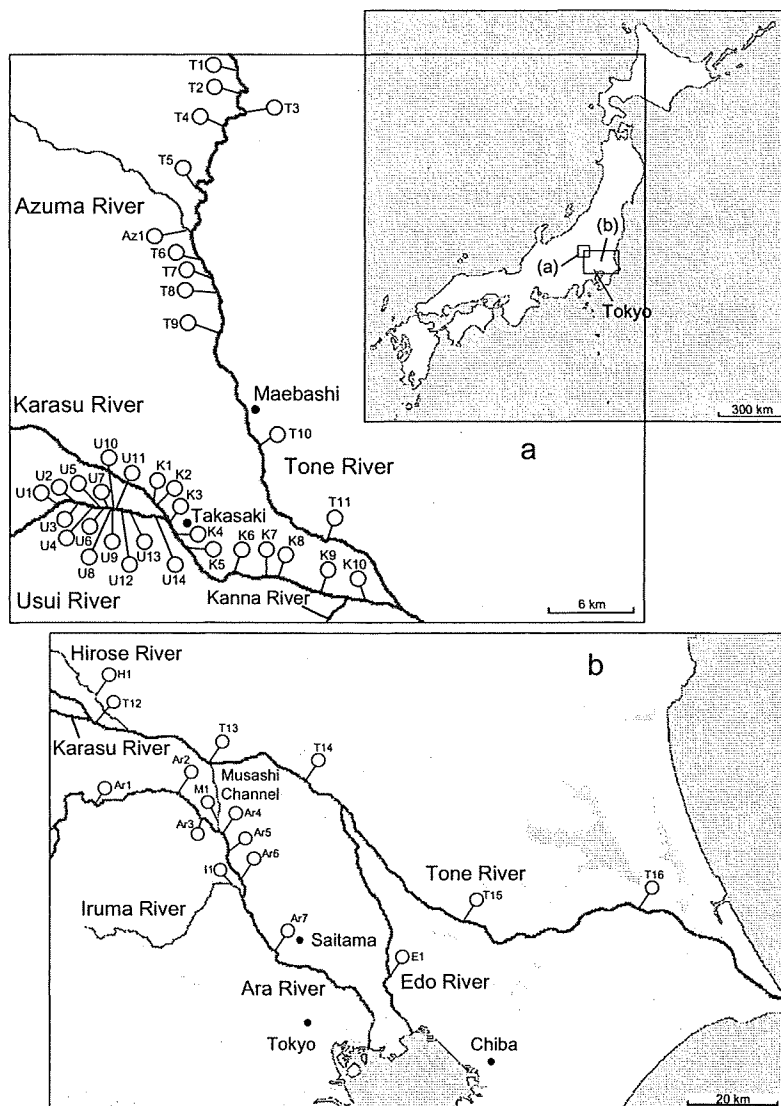 T1
T2
T3
T4
T5
Azuma River
Az1
T6
T7
T8
T9
(b)
(a)
Tokyo
300 km
a
Maebashi
Karasu River
T10
Tone River
U10
U11
K1
K2
U5
U7
U2
U1
K3
T11
Takasaki
U3
U4
U6
U8
U9
U12
U13
U14
K4
K5
K6
K7
K8
K9
K10
Usui River
Kanna River
6 km
b
Hirose River
H1
T12
Karasu River
T13
T14
Ar2
Musashi
Channel
Ar1
M1
Ar4
Ar3
Ar5
Ar6
I1
Tone River
T16
T15
Iruma River
Ar7
Saitama
E1
Ara River
Edo River
Tokyo
Chiba
20 km